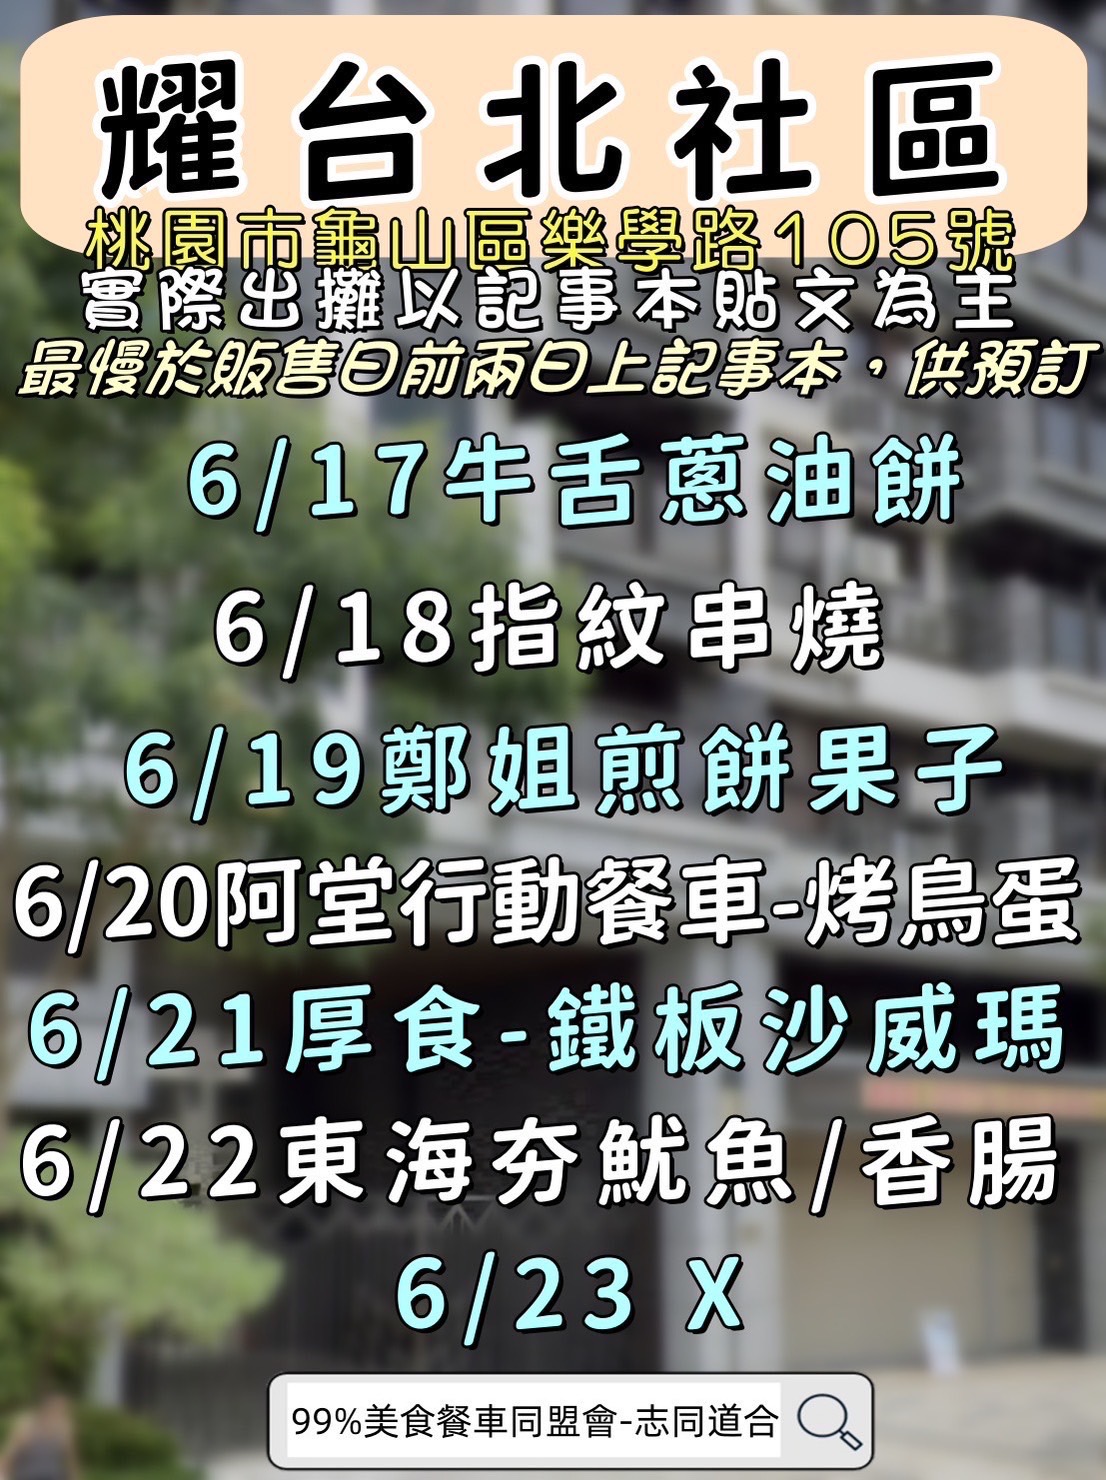 耀台北社區
桃園市龜山區樂學路105號
實際出攤以記事本貼文為主
最慢於販售日前兩日上記事本，供預訂
6/17牛舌蔥油餅
6/18指紋串燒
6/19鄭姐煎餅果子
6/20阿堂行動餐車-烤鳥蛋
6/21厚食-鐵板沙威瑪
6/22東海夯魷魚/香腸
6/23 X
99%美食餐車同盟會-志同道合